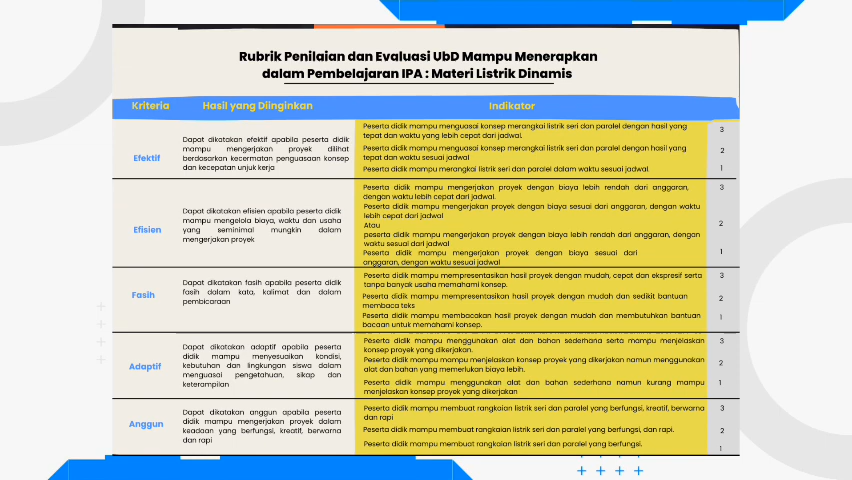 Rubrik Penilaian dan Evaluasi UbD Mampu Menerapkan
dalam Pembelajaran IPA : Materi Listrik Dinamis
Kriteria
Hasil yang Diinginkan
Indikator
Efektif
Dapat dikatakan efektif apabila peserta didik
mampu mengerjakan proyek dilihat
berdasarkan kecermatan penguasaan konsep
dan kecepatan unjuk kerja
Peserta didik mampu menguasai konsep merangkai listrik seri dan paralel dengan hasil yang
tepat dan waktu yang lebih cepat dari jadwal.
3
Peserta didik mampu menguasai konsep merangkai listrik seri dan paralel dengan hasil yang
tepat dan waktu sesuai jadwal
2
Peserta didik mampu merangkai listrik seri dan paralel dalam waktu sesuai jadwal.
1
Efisien
Dapat dikatakan efisien apabila peserta didik
mampu mengelola biaya, waktu dan usaha
yang seminimal mungkin dalam
mengerjakan proyek
Peserta didik mampu mengerjakan proyek dengan biaya lebih rendah dari anggaran,
dengan waktu lebih cepat dari jadwal.
3
Peserta didik mampu mengerjakan proyek dengan biaya sesuai dari anggaran, dengan waktu
lebih cepat dari jadwal
Atau
peserta didik mampu mengerjakan proyek dengan biaya lebih rendah dari anggaran, dengan
waktu sesuai dari jadwal
2
Peserta didik mampu mengerjakan proyek dengan biaya sesuai dari
anggaran, dengan waktu sesuai jadwal
1
Fasih
Dapat dikatakan fasih apabila peserta didik
fasih dalam kata, kalimat dan dalam
pembicaraan
Peserta didik mampu mempresentasikan hasil proyek dengan mudah, cepat dan ekspresif serta
tanpa banyak usaha memahami konsep.
3
Peserta didik mampu mempresentasikan hasil proyek dengan mudah dan sedikit bantuan
membaca teks
2
Peserta didik mampu membacakan hasil proyek dengan mudah dan membutuhkan bantuan
bacaan untuk memahami konsep.
1
Adaptif
Dapat dikatakan adaptif apabila peserta
didik mampu menyesuaikan kondisi,
kebutuhan dan lingkungan siswa dalam
menguasai pengetahuan, sikap dan
keterampilan
Peserta didik mampu menggunakan alat dan bahan sederhana serta mampu menjelaskan
konsep proyek yang dikerjakan.
3
Peserta didik mampu mampu menjelaskan konsep proyek yang dikerjakan namun menggunakan
alat dan bahan yang memerlukan biaya lebih.
2
Peserta didik mampu menggunakan alat dan bahan sederhana namun kurang mampu
menjelaskan konsep proyek yang dikerjakan
1
Anggun
Dapat dikatakan anggun apabila peserta
didik mampu mengerjakan proyek dalam
keadaan yang berfungsi, kreatif, berwarna
dan rapi
Peserta didik mampu membuat rangkaian listrik seri dan paralel yang berfungsi, kreatif, berwarna
dan rapi
3
Peserta didik mampu membuat rangkaian listrik seri dan paralel yang berfungsi, dan rapi.
2
Peserta didik mampu membuat rangkaian listrik seri dan paralel yang berfungsi.
1